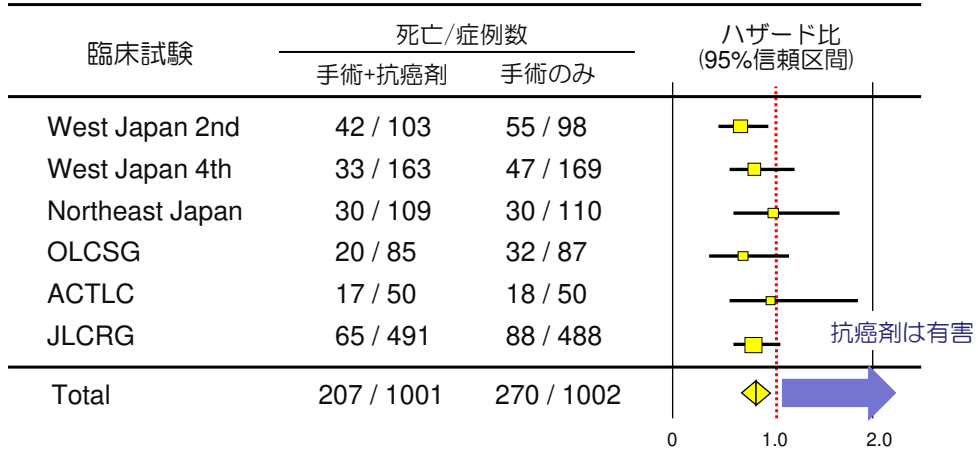 臨床試験 死亡/症例数 ハザード比
(95%信頼区間)
手術+抗癌剤 手術のみ
West Japan 2nd 42 / 103 55 / 98
West Japan 4th 33 / 163 47 / 169
Northeast Japan 30 / 109 30 / 110
OLCSG 20 / 85 32 / 87
ACTLC 17 / 50 18 / 50
JLCRG 65 / 491 88 / 488
抗癌剤は有害
Total 207 / 1001 270 / 1002
0 1.0 2.0